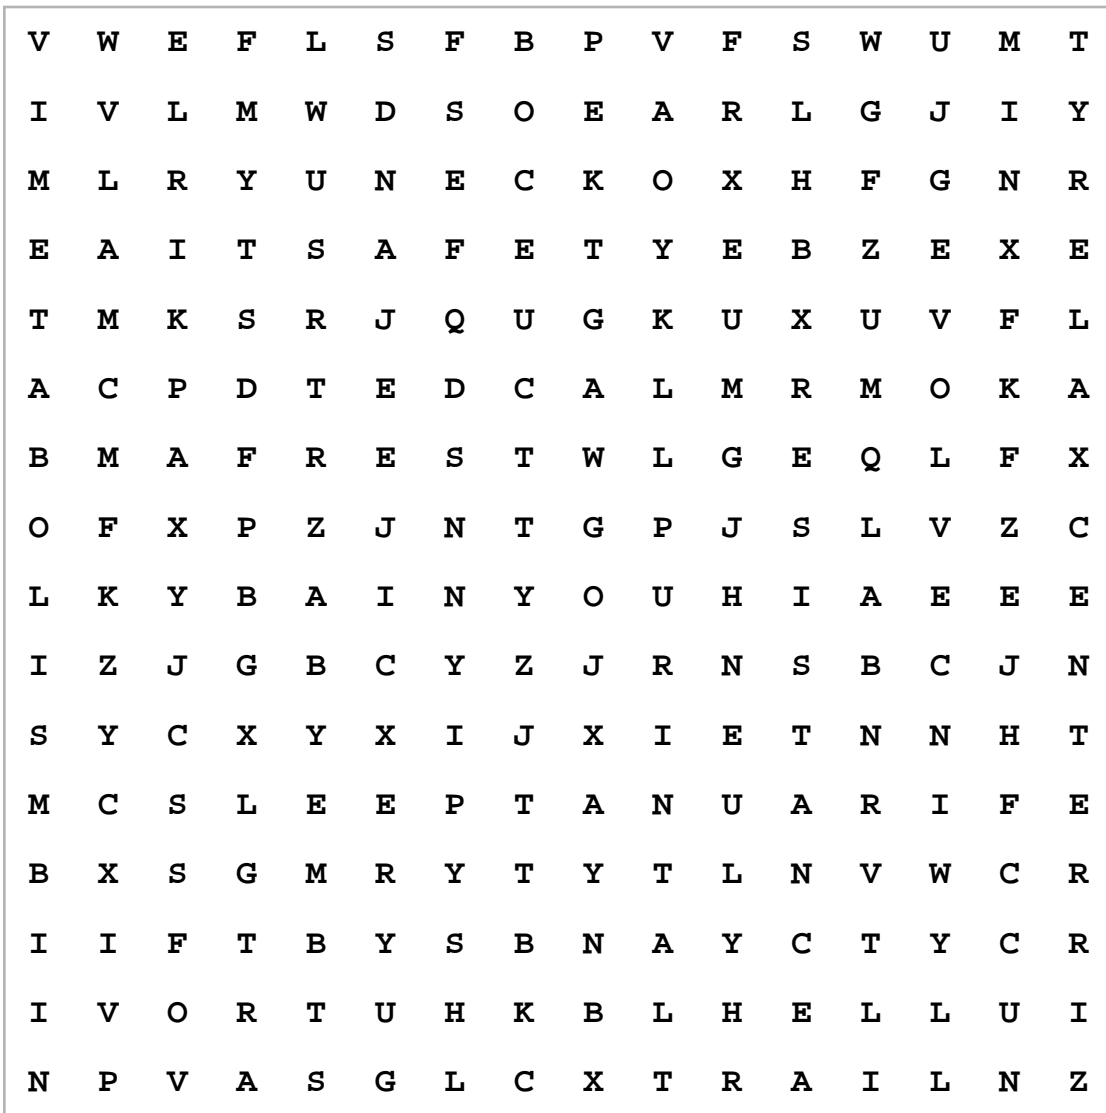 V W E F L S F B P V F S W U M T
I V L M W D S O E A R L G J I Y
M L R Y U N E C K O X H F G N R
E A I T S A F E T Y E B Z E X E
T M K S R J Q U G K U X U V F L
A C P D T E D C A L M R M O K A
B M A F R E S T W L G E Q L F X
O F X P Z J N T G P J S L V Z C
L K Y B A I N Y O U H I A E E E
I Z J G B C Y Z J R N S B C J N
S Y C X Y X I J X I E T N N H T
M C S L E E P T A N U A R I F E
B X S G M R Y T Y T L N V W C R
I I F T B Y S B N A Y C T Y C R
I V O R T U H K B L H E L L U I
N P V A S G L C X T R A I L N Z